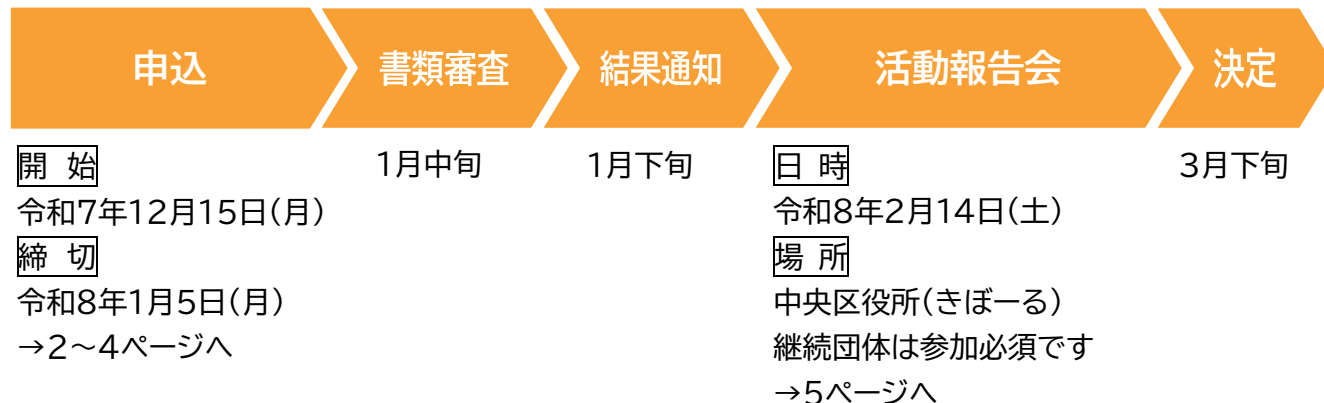 申込
書類審査
結果通知
活動報告会
決定
開 始
令和7年12月15日(月)
締 切
令和8年1月5日(月)
→2～4ページへ
1月中旬
1月下旬
日 時
令和8年2月14日(土)
場 所
中央区役所(きぼーる)
継続団体は参加必須です
→5ページへ
3月下旬